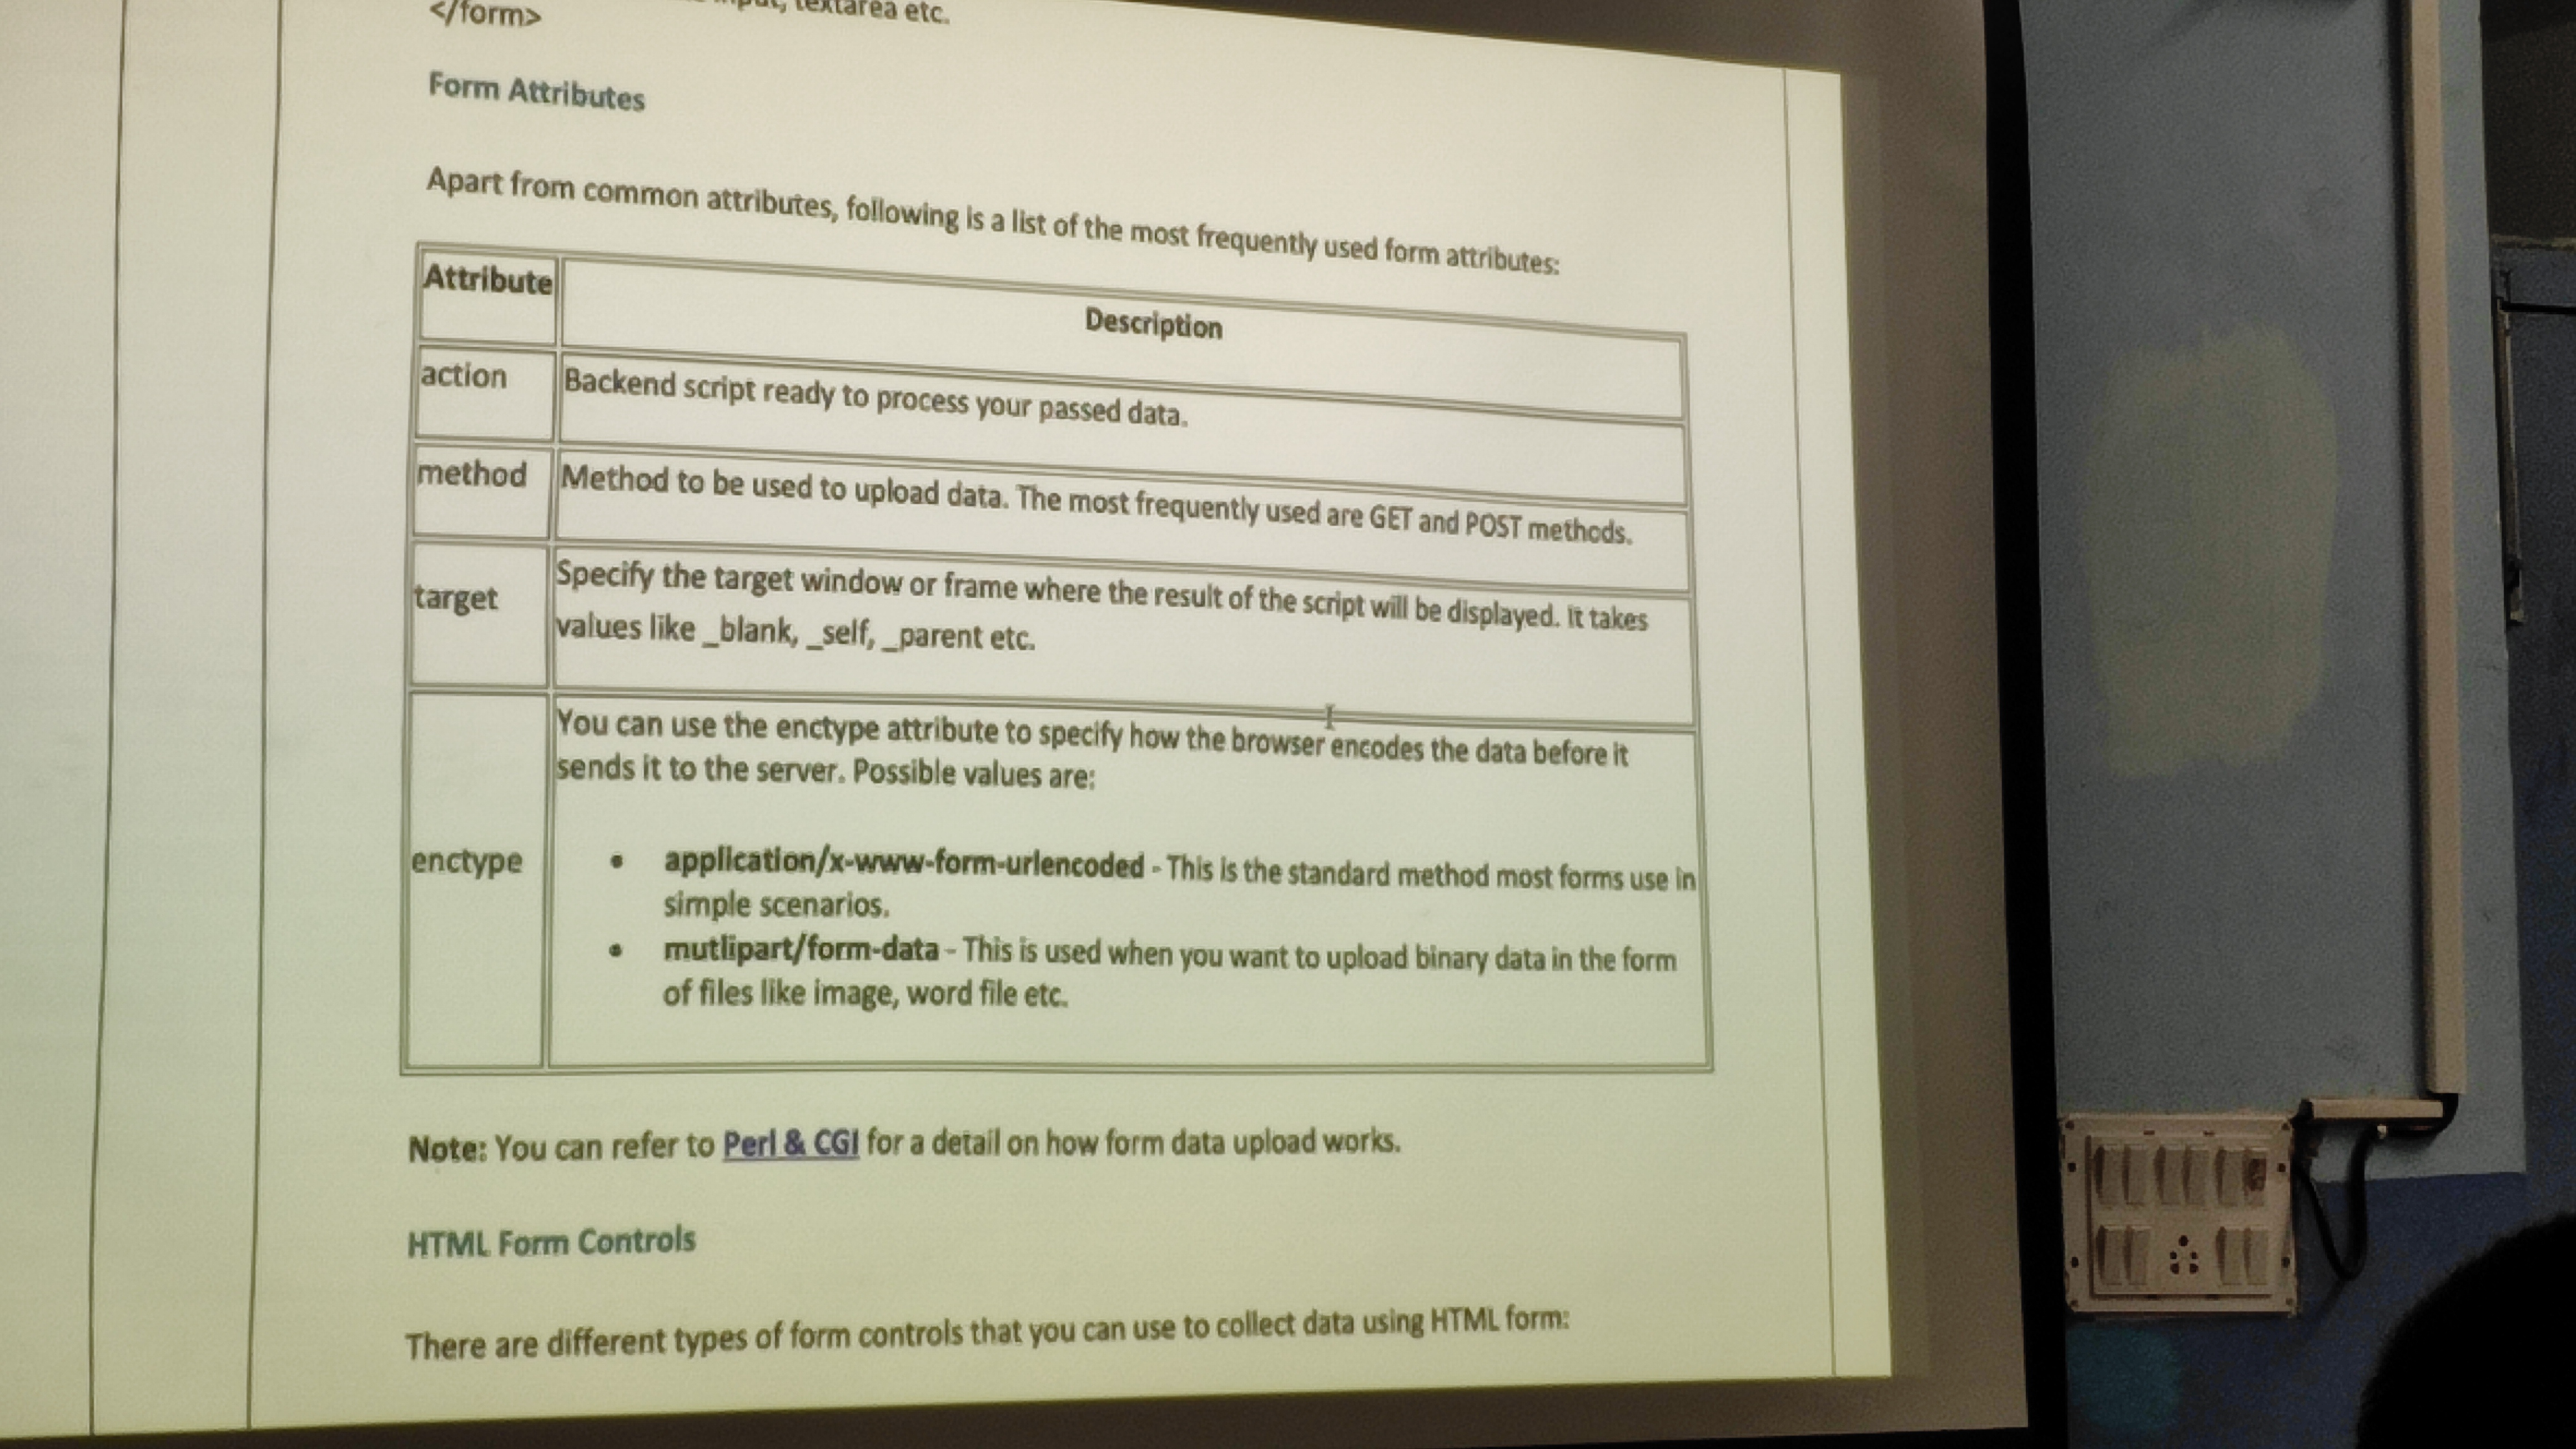 </form>
input, textarea etc.
Form Attributes
Apart from common attributes, following is a list of the most frequently used form attributes:
Attribute
Description
action
Backend script ready to process your passed data.
method
Method to be used to upload data. The most frequently used are GET and POST methods.
target
Specify the target window or frame where the result of the script will be displayed. It takes
values like _blank, _self, _parent etc.
enctype
You can use the enctype attribute to specify how the browser encodes the data before it
sends it to the server. Possible values are:
• application/x-www-form-urlencoded - This is the standard method most forms use in
simple scenarios.
• mutlipart/form-data - This is used when you want to upload binary data in the form
of files like image, word file etc.
Note: You can refer to Perl & CGI for a detail on how form data upload works.
HTML Form Controls
There are different types of form controls that you can use to collect data using HTML form: